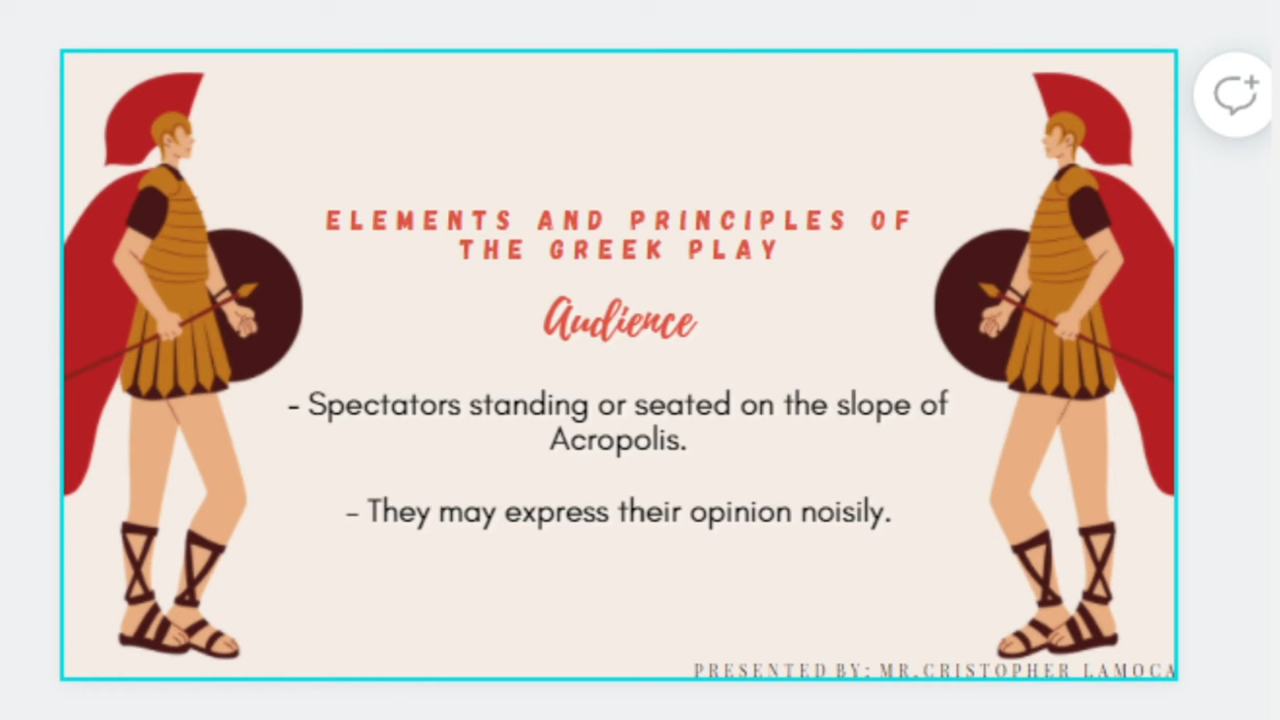 ELEMENTS AND PRINCIPLES OF
THE GREEK PLAY
Audience
- Spectators standing or seated on the slope of
Acropolis.
- They may express their opinion noisily.
PRESENTED BY: MR.CRISTOPHER LAMOCA